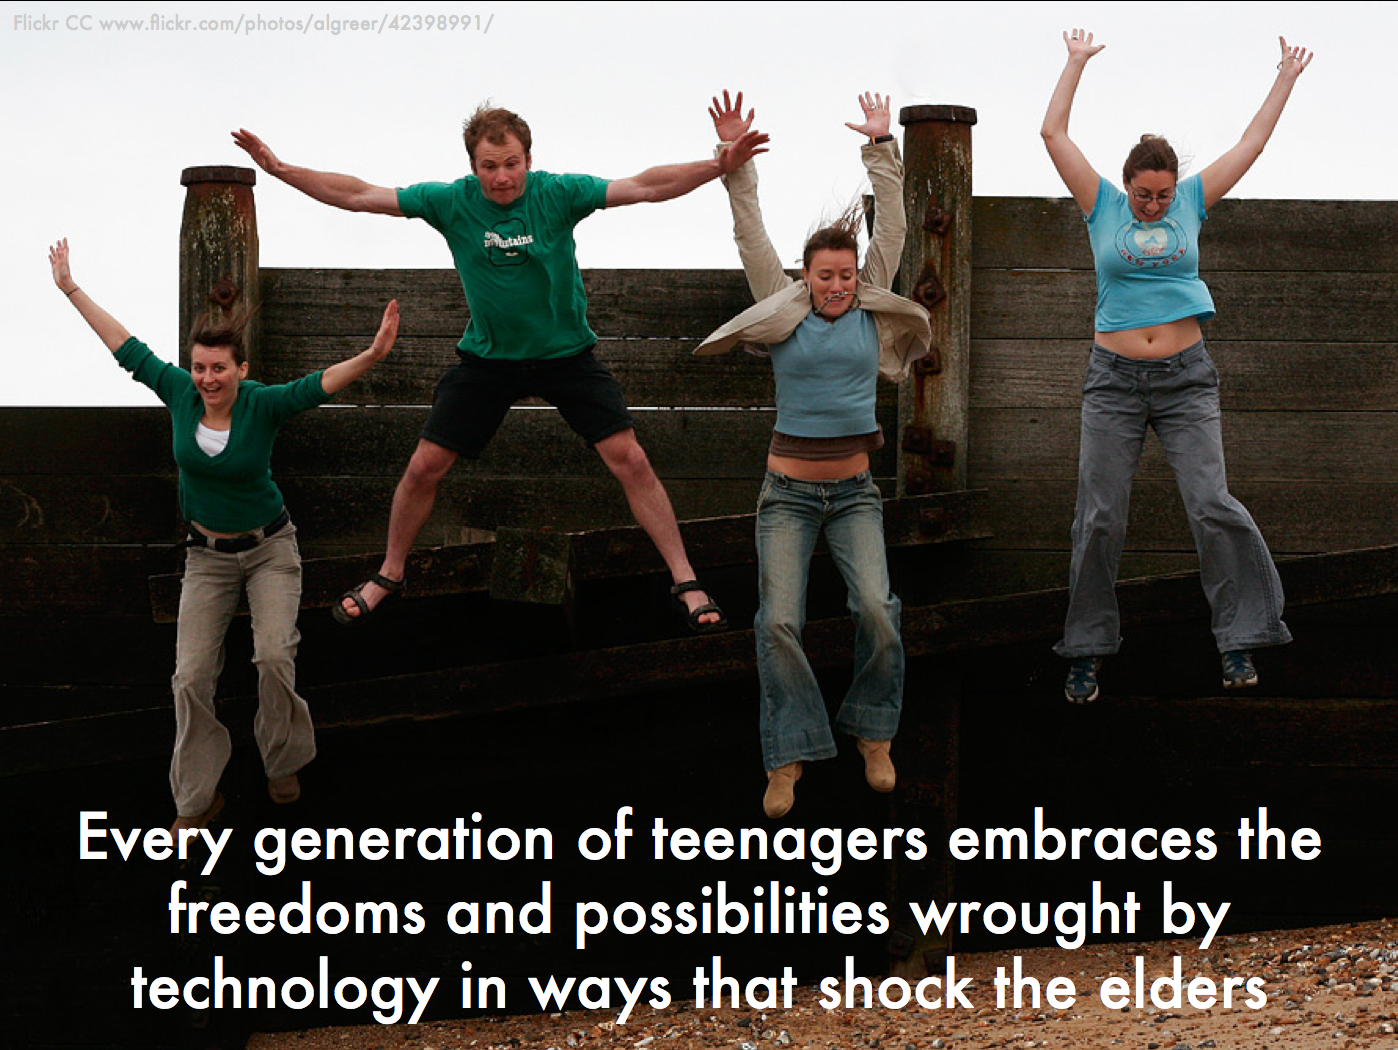 Flickr CC www.flickr.com/photos/algreer/42398991/
Every generation of teenagers embraces the
freedoms and possibilities wrought by
technology in ways that shock the elders